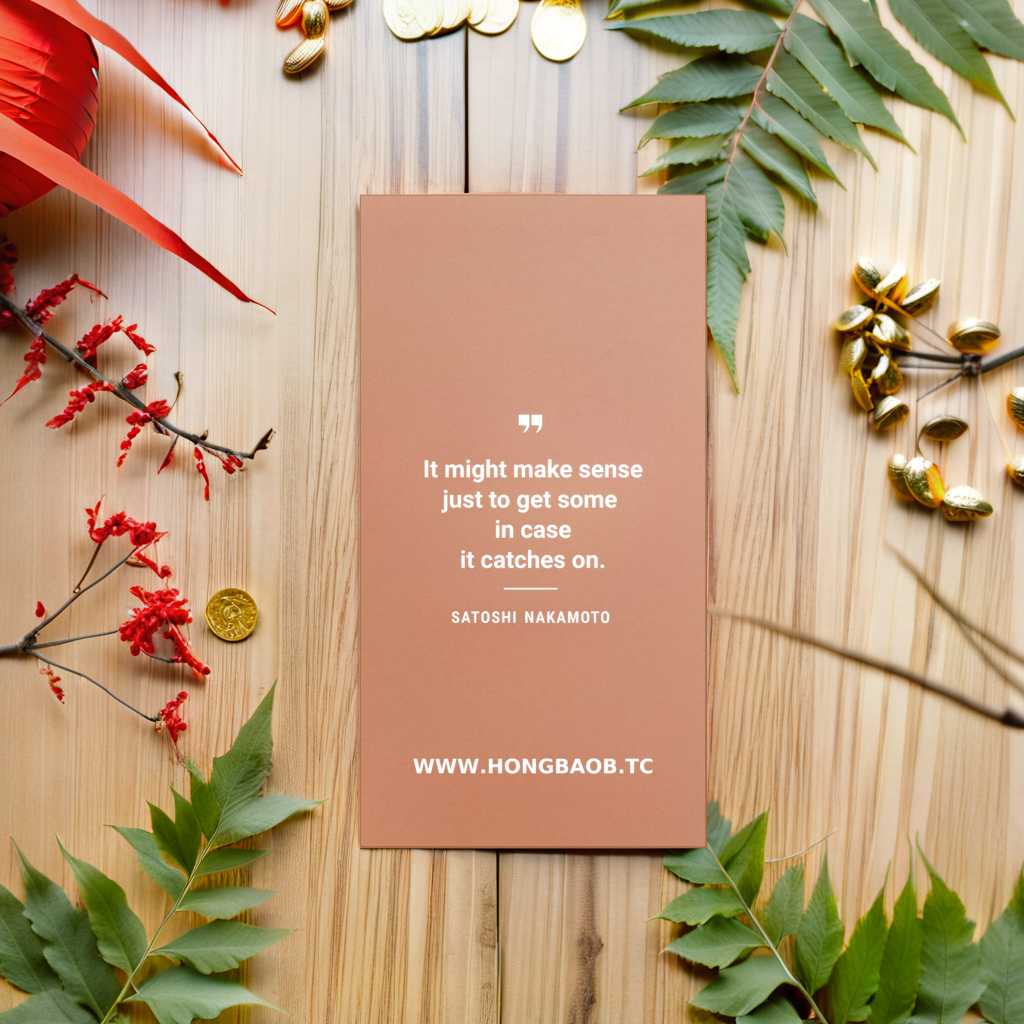 ”
It might make sense
just to get some
in case
it catches on.
SATOSHI NAKAMOTO
WWW.HONGBAOB.TC